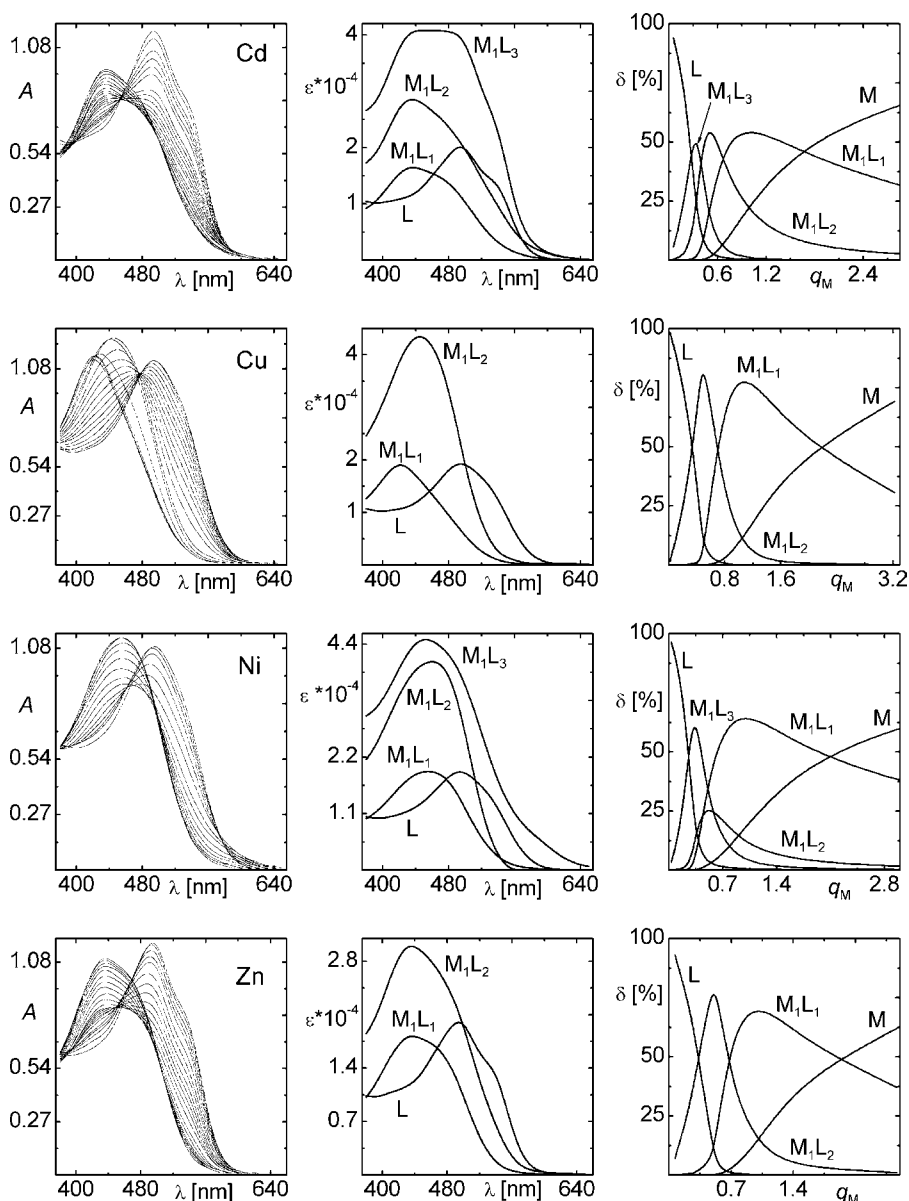 1.08
A
0.54
0.27
Cd
400 480 λ [nm] 640
4
ε*10⁻⁴
2
1
M₁L₃
M₁L₂
M₁L₁
L
400 480 λ [nm] 640
100
δ [%]
50
25
L
M₁L₃
M
M₁L₁
M₁L₂
0.6 1.2 qM 2.4
1.08
A
0.54
0.27
Cu
400 480 λ [nm] 640
4
ε*10⁻⁴
2
1
M₁L₂
M₁L₁
L
400 480 λ [nm] 640
100
δ [%]
50
25
L
M₁L₁
M
M₁L₂
0.8 1.6 qM 3.2
1.08
A
0.54
0.27
Ni
400 480 λ [nm] 640
4.4
ε*10⁻⁴
2.2
1.1
M₁L₃
M₁L₂
M₁L₁
L
400 480 λ [nm] 640
100
δ [%]
50
25
L
M₁L₃
M₁L₁
M
M₁L₂
0.7 1.4 qM 2.8
1.08
A
0.54
0.27
Zn
400 480 λ [nm] 640
2.8
ε*10⁻⁴
1.4
0.7
M₁L₂
M₁L₁
L
400 480 λ [nm] 640
100
δ [%]
50
25
L
M₁L₁
M
M₁L₂
0.7 1.4 qM